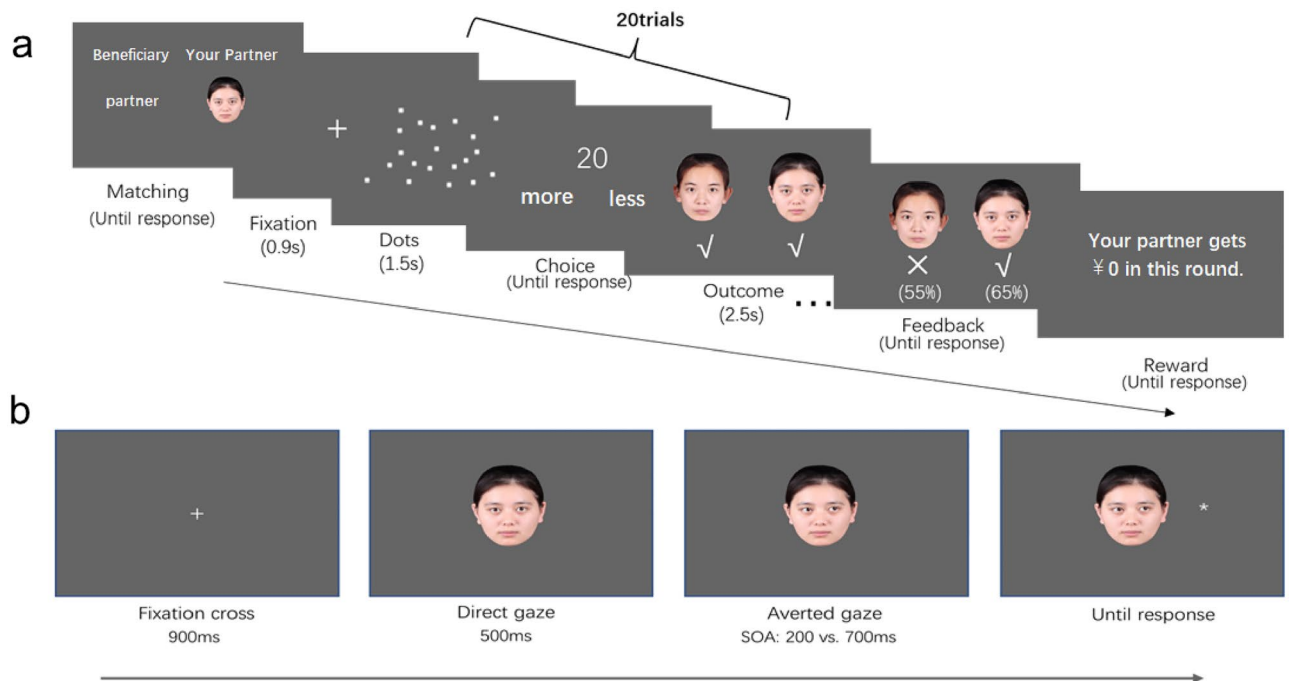 a
20trials
Beneficiary Your Partner
partner
Matching
(Until response)
+
Fixation
(0.9s)
Dots
(1.5s)
20
more less
Choice
(Until response)
√ √
Outcome
(2.5s)
...
× √
(55%) (65%)
Feedback
(Until response)
Your partner gets
¥0 in this round.
Reward
(Until response)
b
+
*
Fixation cross
900ms
Direct gaze
500ms
Averted gaze
SOA: 200 vs. 700ms
Until response